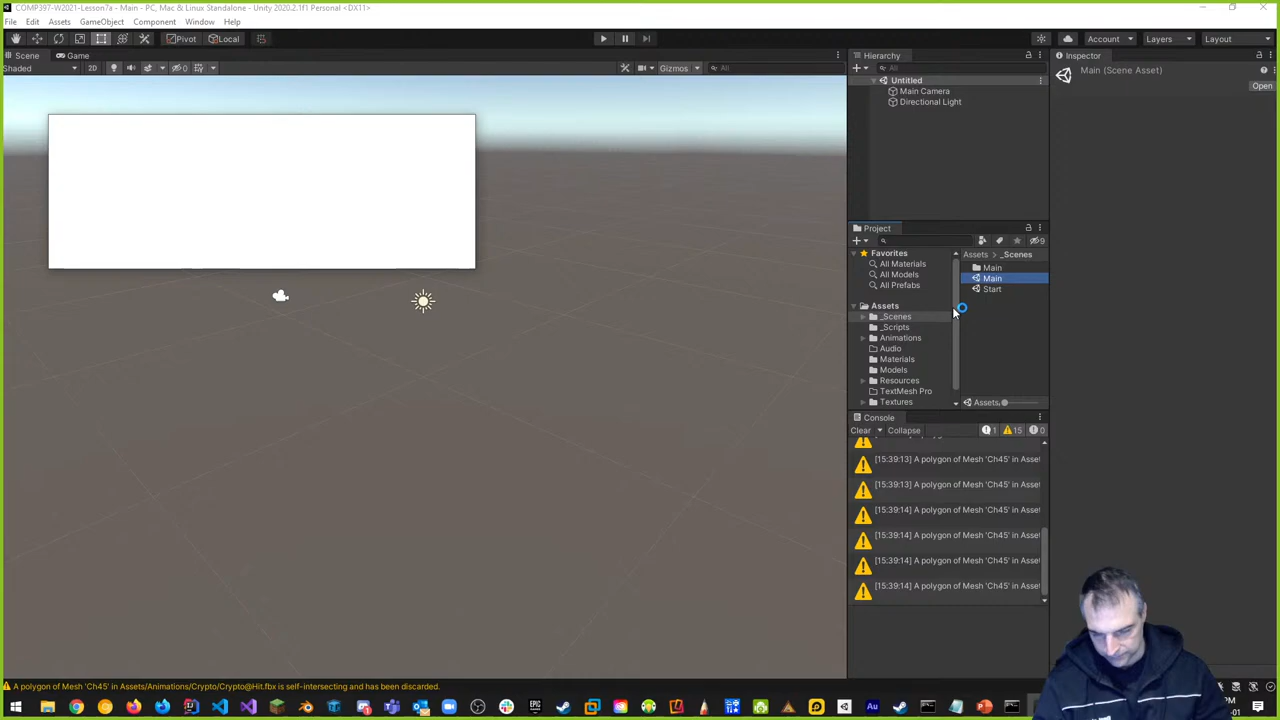 COMP397-W2021-Lesson7a - Main - PC, Mac & Linux Standalone - Unity 2020.2.1f1 Personal <DX11>
File Edit Assets GameObject Component Window Help
Pivot Local Account Layers Layout
Scene Game
Shaded 2D 0 Gizmos All
Hierarchy
All
Untitled
Main Camera
Directional Light
Inspector
Main (Scene Asset)
Open
Project
9
Favorites
All Materials
All Models
All Prefabs
Assets
_Scenes
_Scripts
Animations
Audio
Materials
Models
Resources
TextMesh Pro
Textures
Assets _Scenes
Main
Main
Start
Assets
Console
Clear Collapse 1 15 0
[15:39:13] A polygon of Mesh 'Ch45' in Asset
[15:39:13] A polygon of Mesh 'Ch45' in Asset
[15:39:14] A polygon of Mesh 'Ch45' in Asset
[15:39:14] A polygon of Mesh 'Ch45' in Asset
[15:39:14] A polygon of Mesh 'Ch45' in Asset
[15:39:14] A polygon of Mesh 'Ch45' in Asset
A polygon of Mesh 'Ch45' in Assets/Animations/Crypto/Crypto@Hit.fbx is self-intersecting and has been discarded.